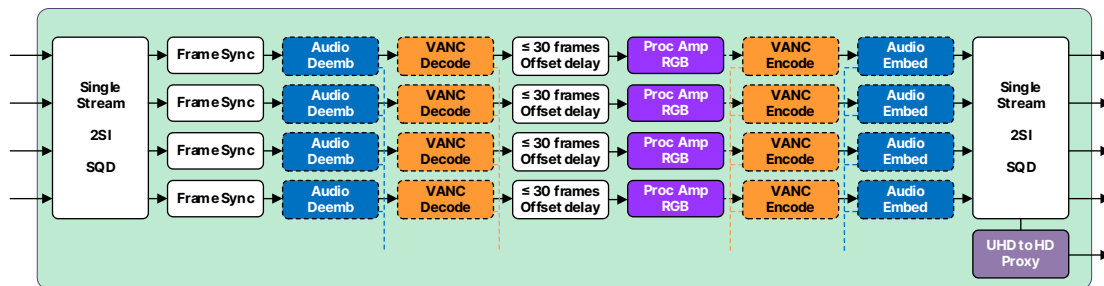 Single
Stream
2SI
SQD
Frame Sync
Audio
Deemb
VANC
Decode
≤ 30 frames
Offset delay
Proc Amp
RGB
VANC
Encode
Audio
Embed
Frame Sync
Audio
Deemb
VANC
Decode
≤ 30 frames
Offset delay
Proc Amp
RGB
VANC
Encode
Audio
Embed
Frame Sync
Audio
Deemb
VANC
Decode
≤ 30 frames
Offset delay
Proc Amp
RGB
VANC
Encode
Audio
Embed
Frame Sync
Audio
Deemb
VANC
Decode
≤ 30 frames
Offset delay
Proc Amp
RGB
VANC
Encode
Audio
Embed
Single
Stream
2SI
SQD
UHD to HD
Proxy